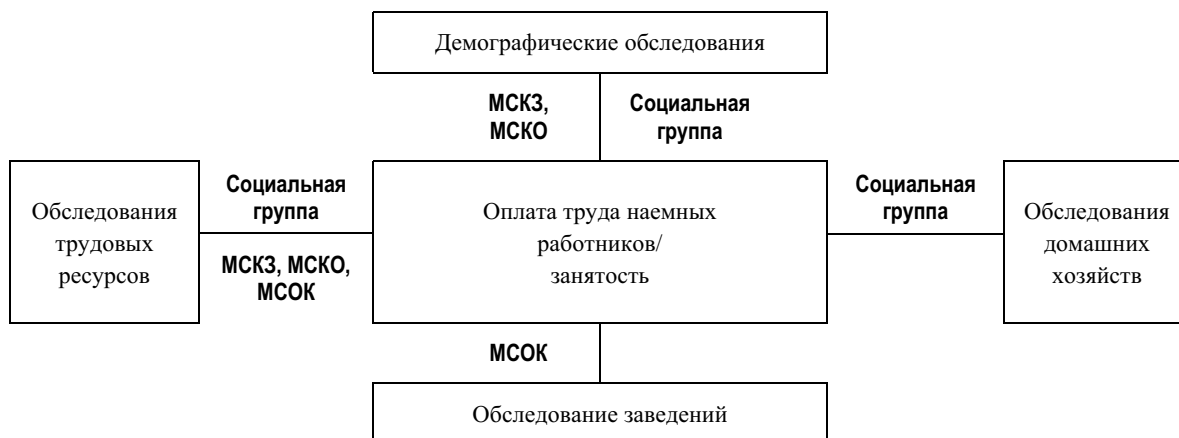 Демографические обследования
МСКЗ,
МСКО
Социальная
группа
Обследования
трудовых
ресурсов
Социальная
группа
МСКЗ, МСКО,
МСОК
Оплата труда наемных
работников/
занятость
Социальная
группа
Обследования
домашних
хозяйств
МСОК
Обследование заведений